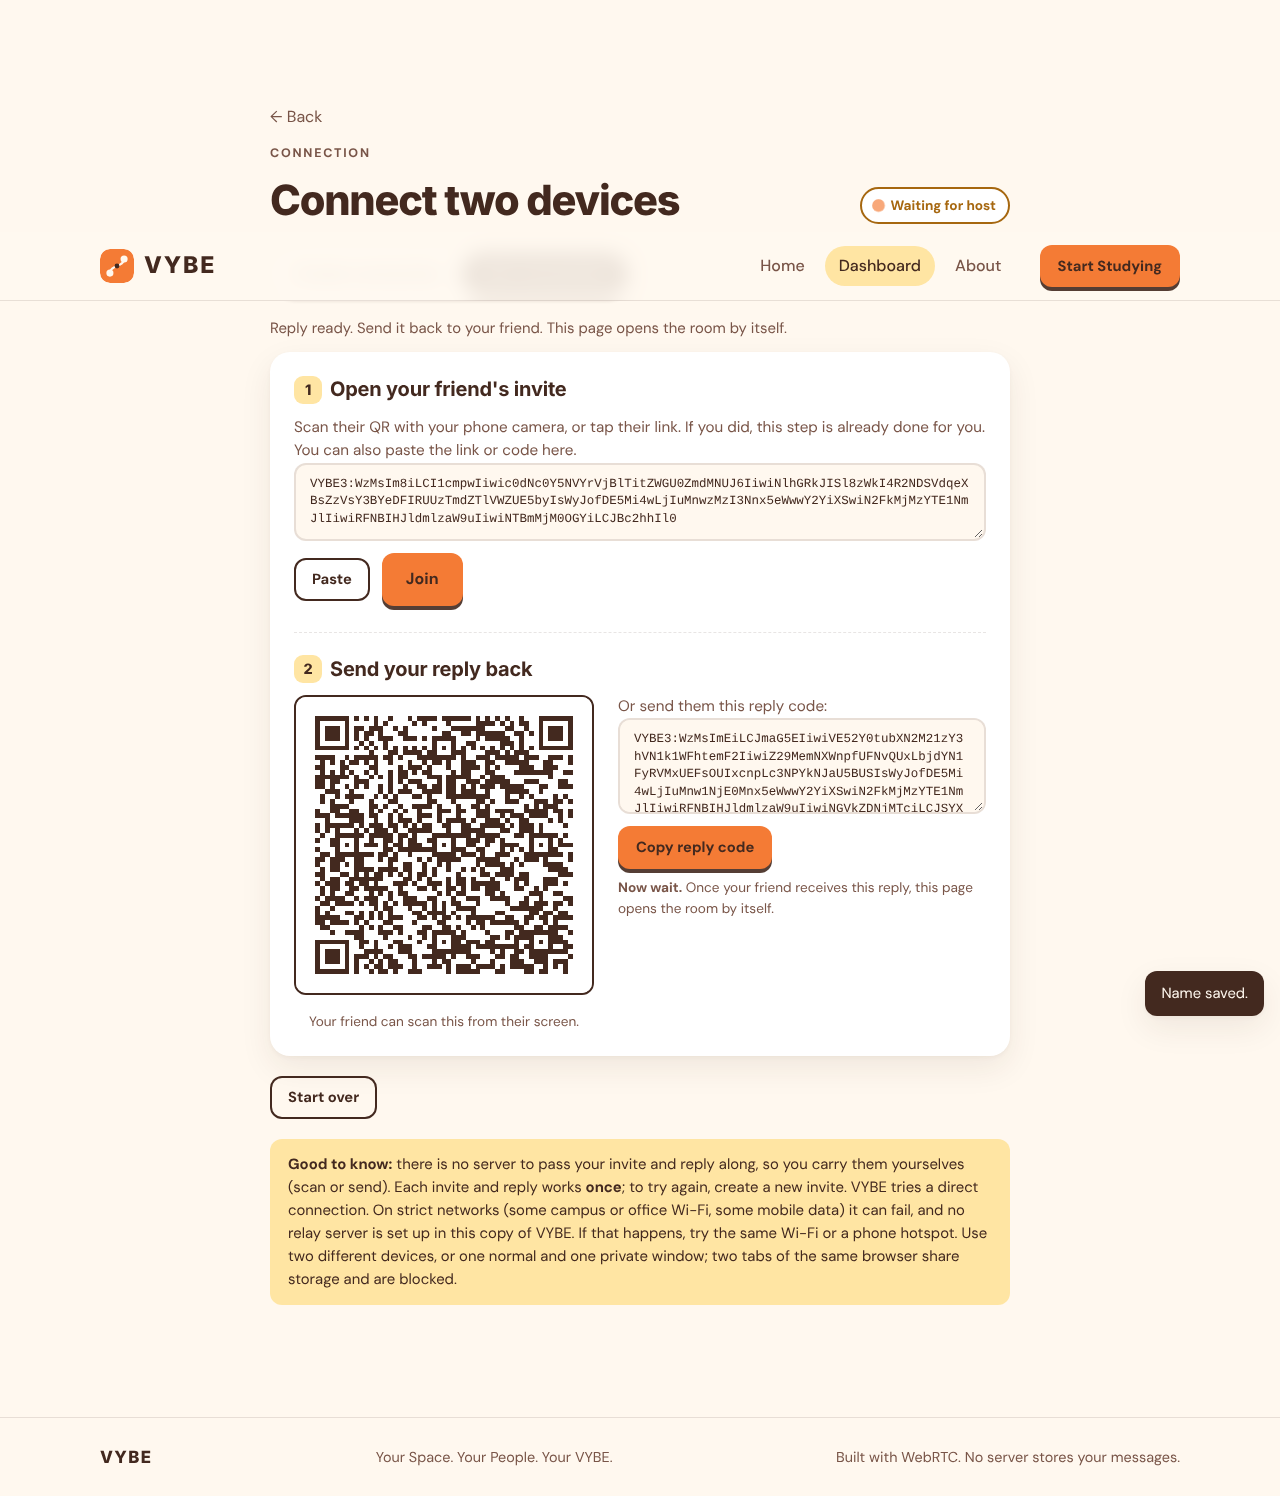 ← Back
CONNECTION
Connect two devices
Waiting for host
VYBE
Home
Dashboard
About
Start Studying
Reply ready. Send it back to your friend. This page opens the room by itself.
1 Open your friend's invite
Scan their QR with your phone camera, or tap their link. If you did, this step is already done for you.
You can also paste the link or code here.
VYBE3:WzMsIm8iLCI1cmpwIiwic0dNc0Y5NVYrVjBlTitZWGU0ZmdMNUJ6IiwiNlhGRkJISl8zWkI4R2NDSVdqeX
BsZzVsY3BYeDFIRUUzTmdZTlVWZUE5byIsWyJofDE5Mi4wLjIuMnwzMzI3Nnx5eWwwY2YiXSwiN2FkMjMzYTE1Nm
JlIiwiRFNBIHJldmlzaW9uIiwiNTBmMjM0OGYiLCJBc2hhIl0
Paste
Join
2 Send your reply back
Or send them this reply code:
VYBE3:WzMsImEiLCJmaG5EIiwiVE52Y0tubXN2M21zY3
hVN1k1WFhtemF2IiwiZ29MemNXWnpfUFNvQUxLbjdYN1
FyRVMxUEFsOUIxcnpLc3NPYkNJaU5BUSIsWyJofDE5Mi
4wLjIuMnw1NjE0Mnx5eWwwY2YiXSwiN2FkMjMzYTE1Nm
JlIiwiRFNBIHJldmlzaW9uIiwiNGVkZDNjMTciLCJSYX
Copy reply code
Now wait. Once your friend receives this reply, this page
opens the room by itself.
Your friend can scan this from their screen.
Name saved.
Start over
Good to know: there is no server to pass your invite and reply along, so you carry them yourselves
(scan or send). Each invite and reply works once; to try again, create a new invite. VYBE tries a direct
connection. On strict networks (some campus or office Wi-Fi, some mobile data) it can fail, and no
relay server is set up in this copy of VYBE. If that happens, try the same Wi-Fi or a phone hotspot. Use
two different devices, or one normal and one private window; two tabs of the same browser share
storage and are blocked.
VYBE
Your Space. Your People. Your VYBE.
Built with WebRTC. No server stores your messages.